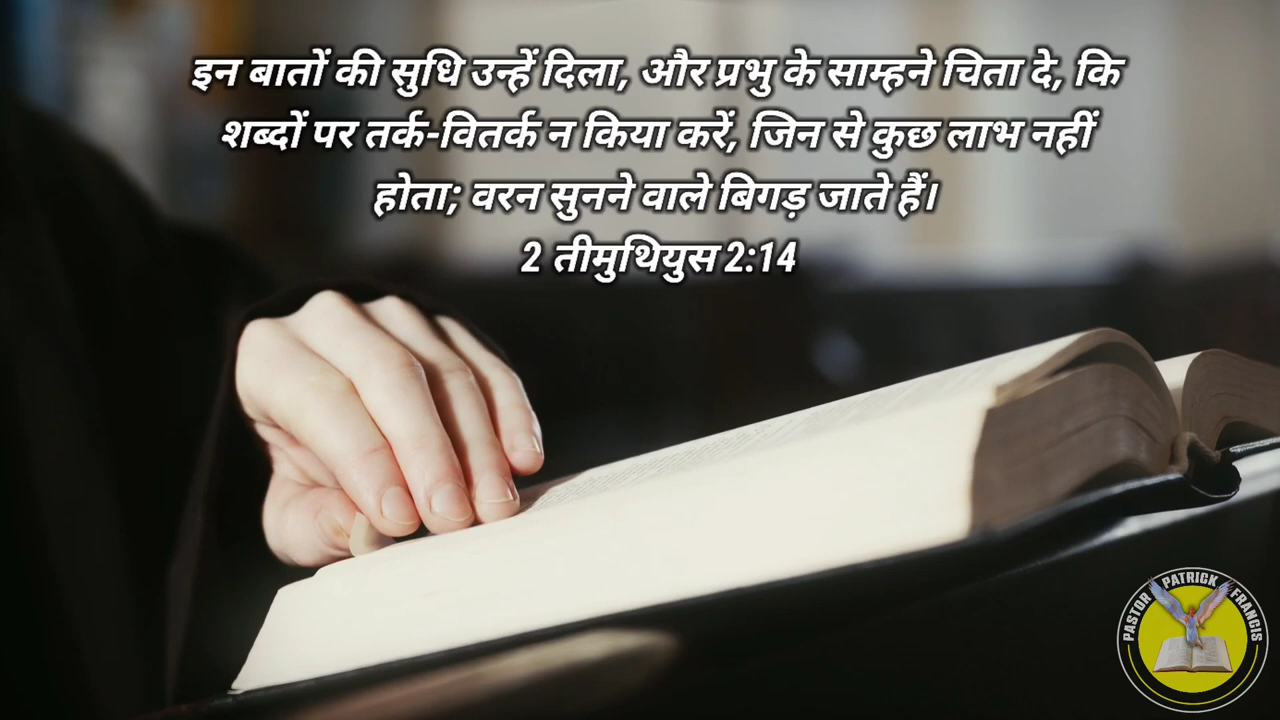 इन बातों की सुधि उन्हें दिला, और प्रभु के साम्हने चिता दे, कि
शब्दों पर तर्क-वितर्क न किया करें, जिन से कुछ लाभ नहीं
होता; वरन सुनने वाले बिगड़ जाते हैं।
2 तीमुथियुस 2:14
PASTOR PATRICK FRANCIS